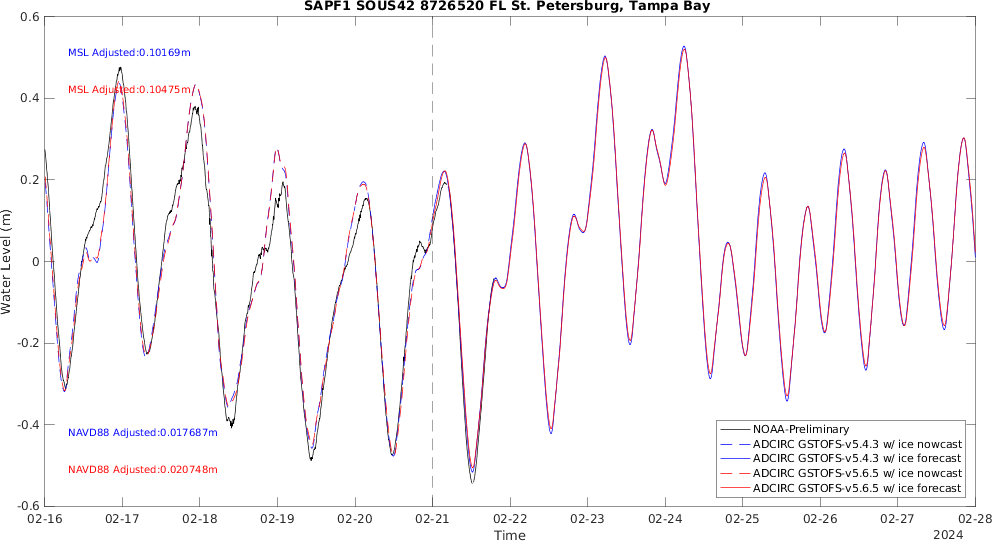 SAPF1 SOUS42 8726520 FL St. Petersburg, Tampa Bay
Water Level (m)
0.6
0.4
0.2
0
-0.2
-0.4
-0.6
MSL Adjusted:0.10169m
MSL Adjusted:0.10475m
NAVD88 Adjusted:0.017687m
NAVD88 Adjusted:0.020748m
NOAA-Preliminary
ADCIRC GSTOFS-v5.4.3 w/ ice nowcast
ADCIRC GSTOFS-v5.4.3 w/ ice forecast
ADCIRC GSTOFS-v5.6.5 w/ ice nowcast
ADCIRC GSTOFS-v5.6.5 w/ ice forecast
02-16 02-17 02-18 02-19 02-20 02-21 02-22 02-23 02-24 02-25 02-26 02-27 02-28
Time
2024